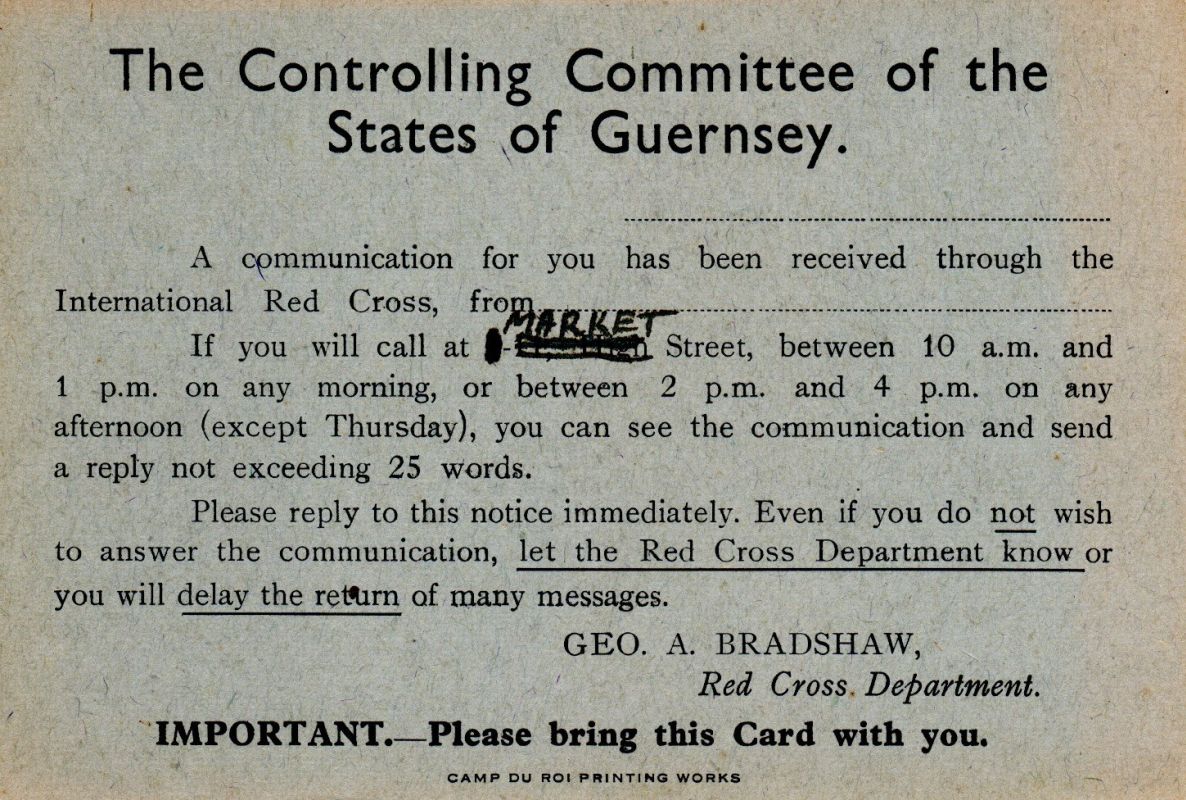 The Controlling Committee of the
States of Guernsey.
A communication for you has been received through the
International Red Cross, from
MARKET
If you will call at Street, between 10 a.m. and
1 p.m. on any morning, or between 2 p.m. and 4 p.m. on any
afternoon (except Thursday), you can see the communication and send
a reply not exceeding 25 words.
Please reply to this notice immediately. Even if you do not wish
to answer the communication, let the Red Cross Department know or
you will delay the return of many messages.
GEO. A. BRADSHAW,
Red Cross Department.
IMPORTANT.—Please bring this Card with you.
CAMP DU ROI PRINTING WORKS